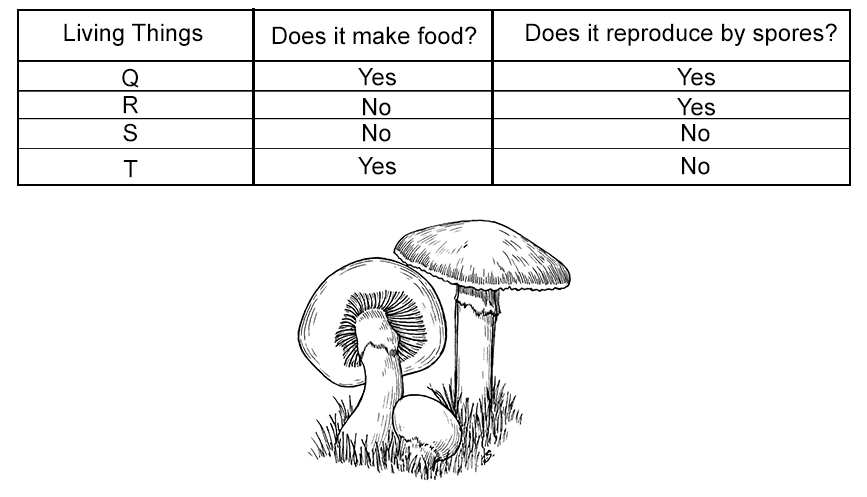 Living Things Does it make food? Does it reproduce by spores?
Q Yes Yes
R No Yes
S No No
T Yes No